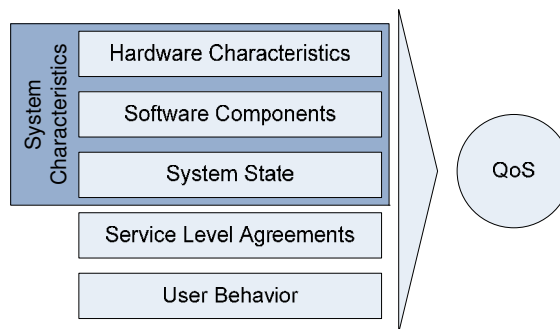 System
Characteristics
Hardware Characteristics
Software Components
System State
Service Level Agreements
User Behavior
QoS